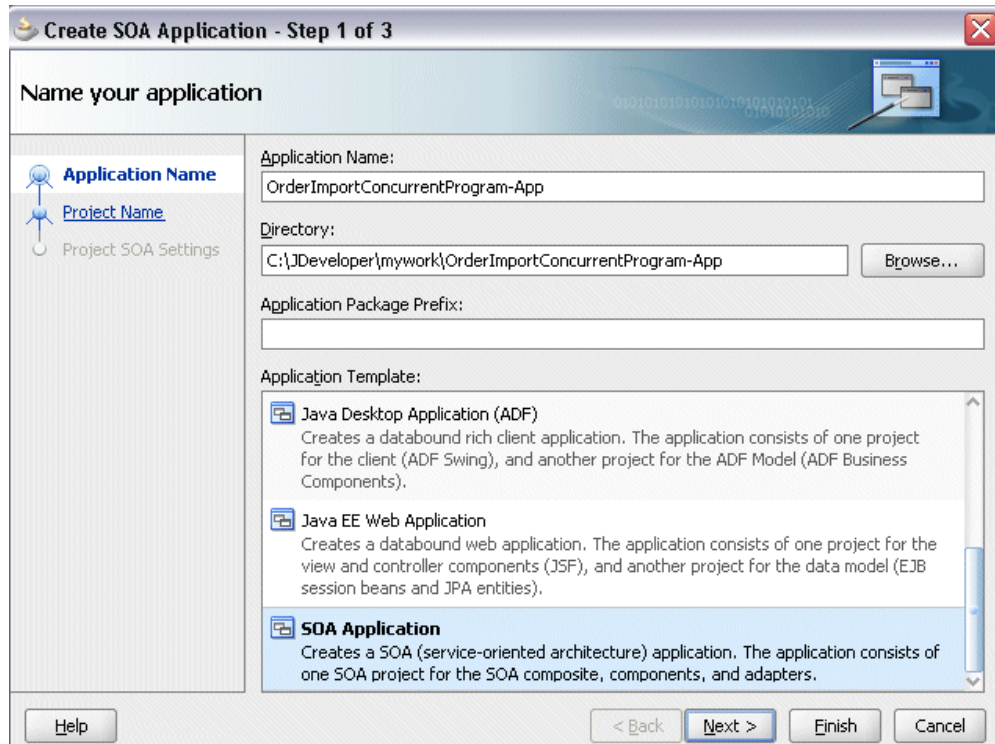 Create SOA Application - Step 1 of 3
Name your application
0101010101010101010101010101
010101010101010
Application Name
Project Name
Project SOA Settings
Application Name:
OrderImportConcurrentProgram-App
Directory:
C:\JDeveloper\mywork\OrderImportConcurrentProgram-App
Browse...
Application Package Prefix:
Application Template:
Java Desktop Application (ADF)
Creates a databound rich client application. The application consists of one project
for the client (ADF Swing), and another project for the ADF Model (ADF Business
Components).
Java EE Web Application
Creates a databound web application. The application consists of one project for the
view and controller components (JSF), and another project for the data model (EJB
session beans and JPA entities).
SOA Application
Creates a SOA (service-oriented architecture) application. The application consists of
one SOA project for the SOA composite, components, and adapters.
Help
< Back
Next >
Finish
Cancel